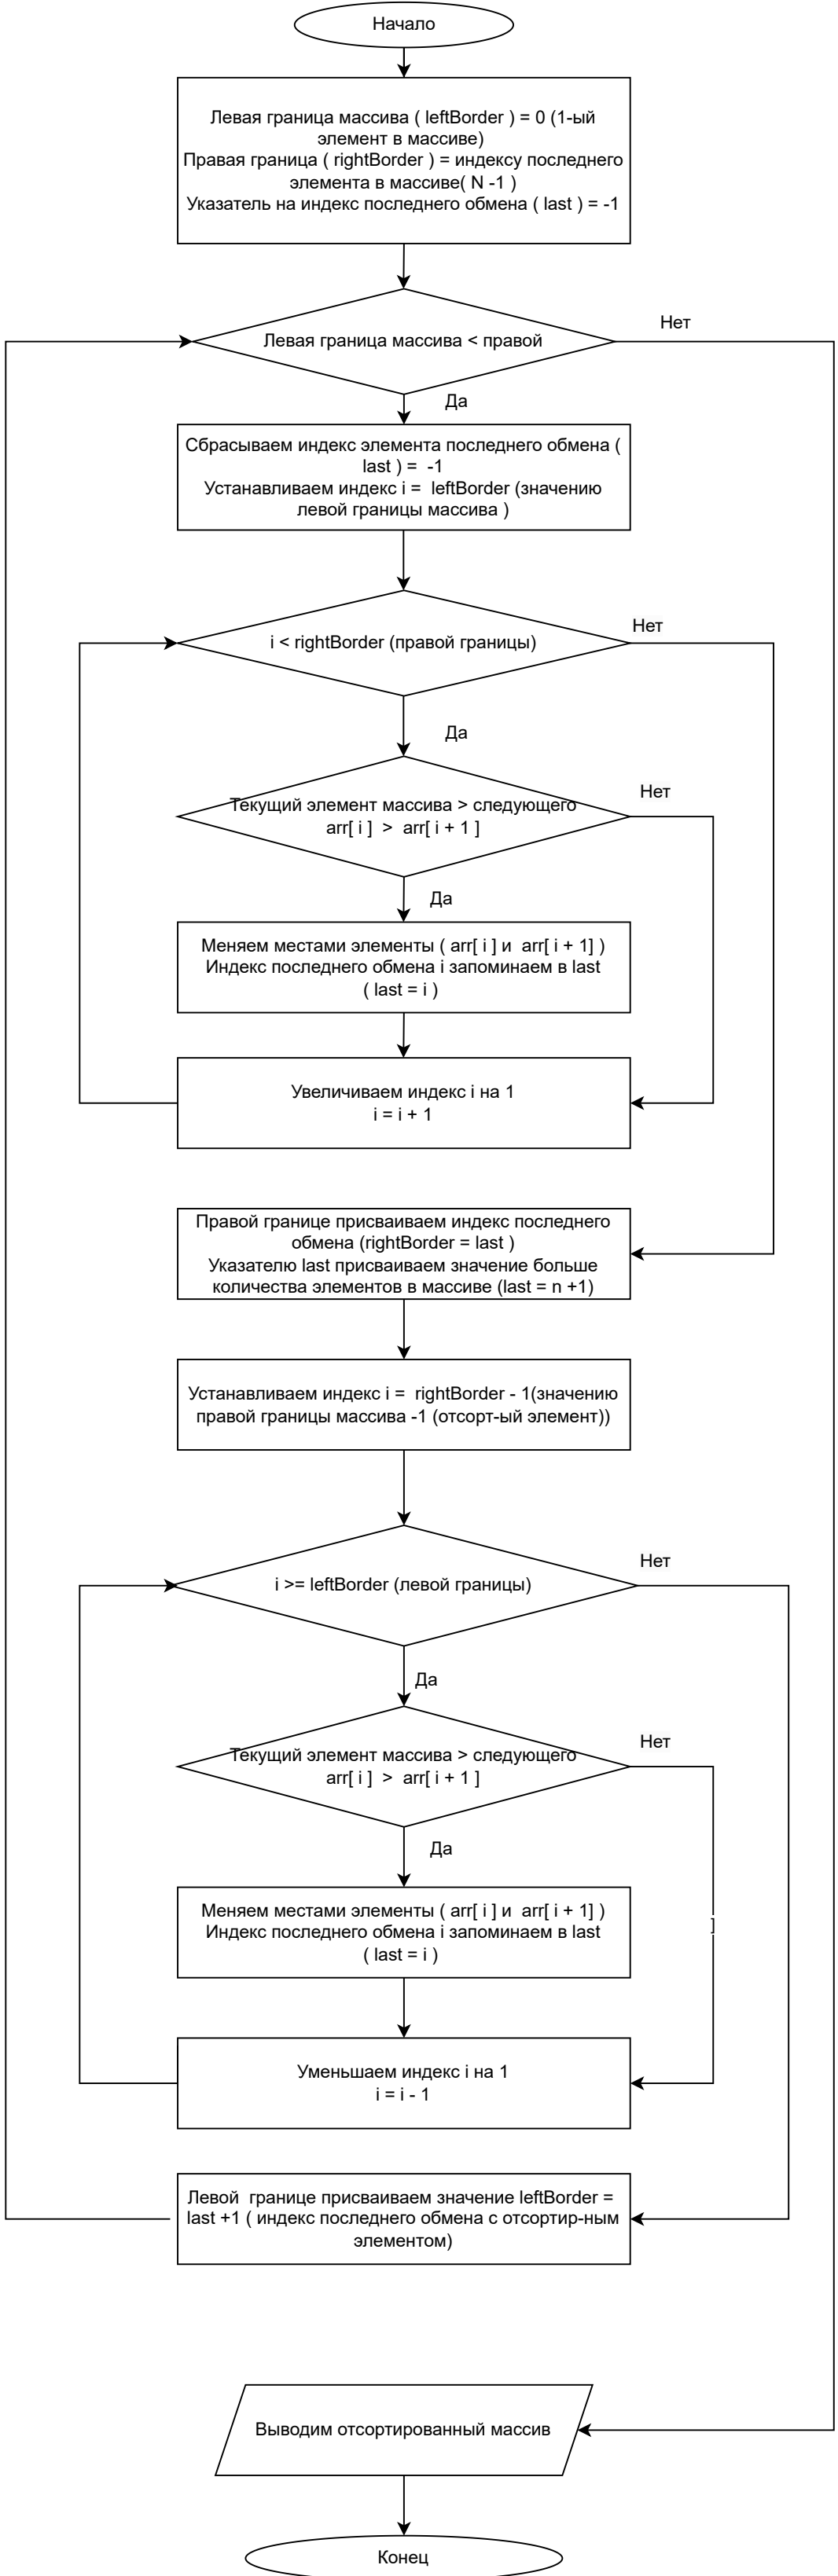 Начало
Левая граница массива ( leftBorder ) = 0 (1-ый
элемент в массиве)
Правая граница ( rightBorder ) = индексу последнего
элемента в массиве( N -1 )
Указатель на индекс последнего обмена ( last ) = -1
Левая граница массива < правой
Нет
Да
Сбрасываем индекс элемента последнего обмена (
last ) =  -1
Устанавливаем индекс i =  leftBorder (значению
левой границы массива )
i < rightBorder (правой границы)
Нет
Да
Текущий элемент массива > следующего
arr[ i ]  >  arr[ i + 1 ]
Нет
Да
Меняем местами элементы ( arr[ i ] и  arr[ i + 1] )
Индекс последнего обмена i запоминаем в last
( last = i )
Увеличиваем индекс i на 1
i = i + 1
Правой границе присваиваем индекс последнего
обмена (rightBorder = last )
Указателю last присваиваем значение больше
количества элементов в массиве (last = n +1)
Устанавливаем индекс i =  rightBorder - 1(значению
правой границы массива -1 (отсорт-ый элемент))
i >= leftBorder (левой границы)
Нет
Да
Текущий элемент массива > следующего
arr[ i ]  >  arr[ i + 1 ]
Нет
Да
Меняем местами элементы ( arr[ i ] и  arr[ i + 1] )
Индекс последнего обмена i запоминаем в last
( last = i )
]
Уменьшаем индекс i на 1
i = i - 1
Левой  границе присваиваем значение leftBorder =
last +1 ( индекс последнего обмена с отсортир-ным
элементом)
Выводим отсортированный массив
Конец